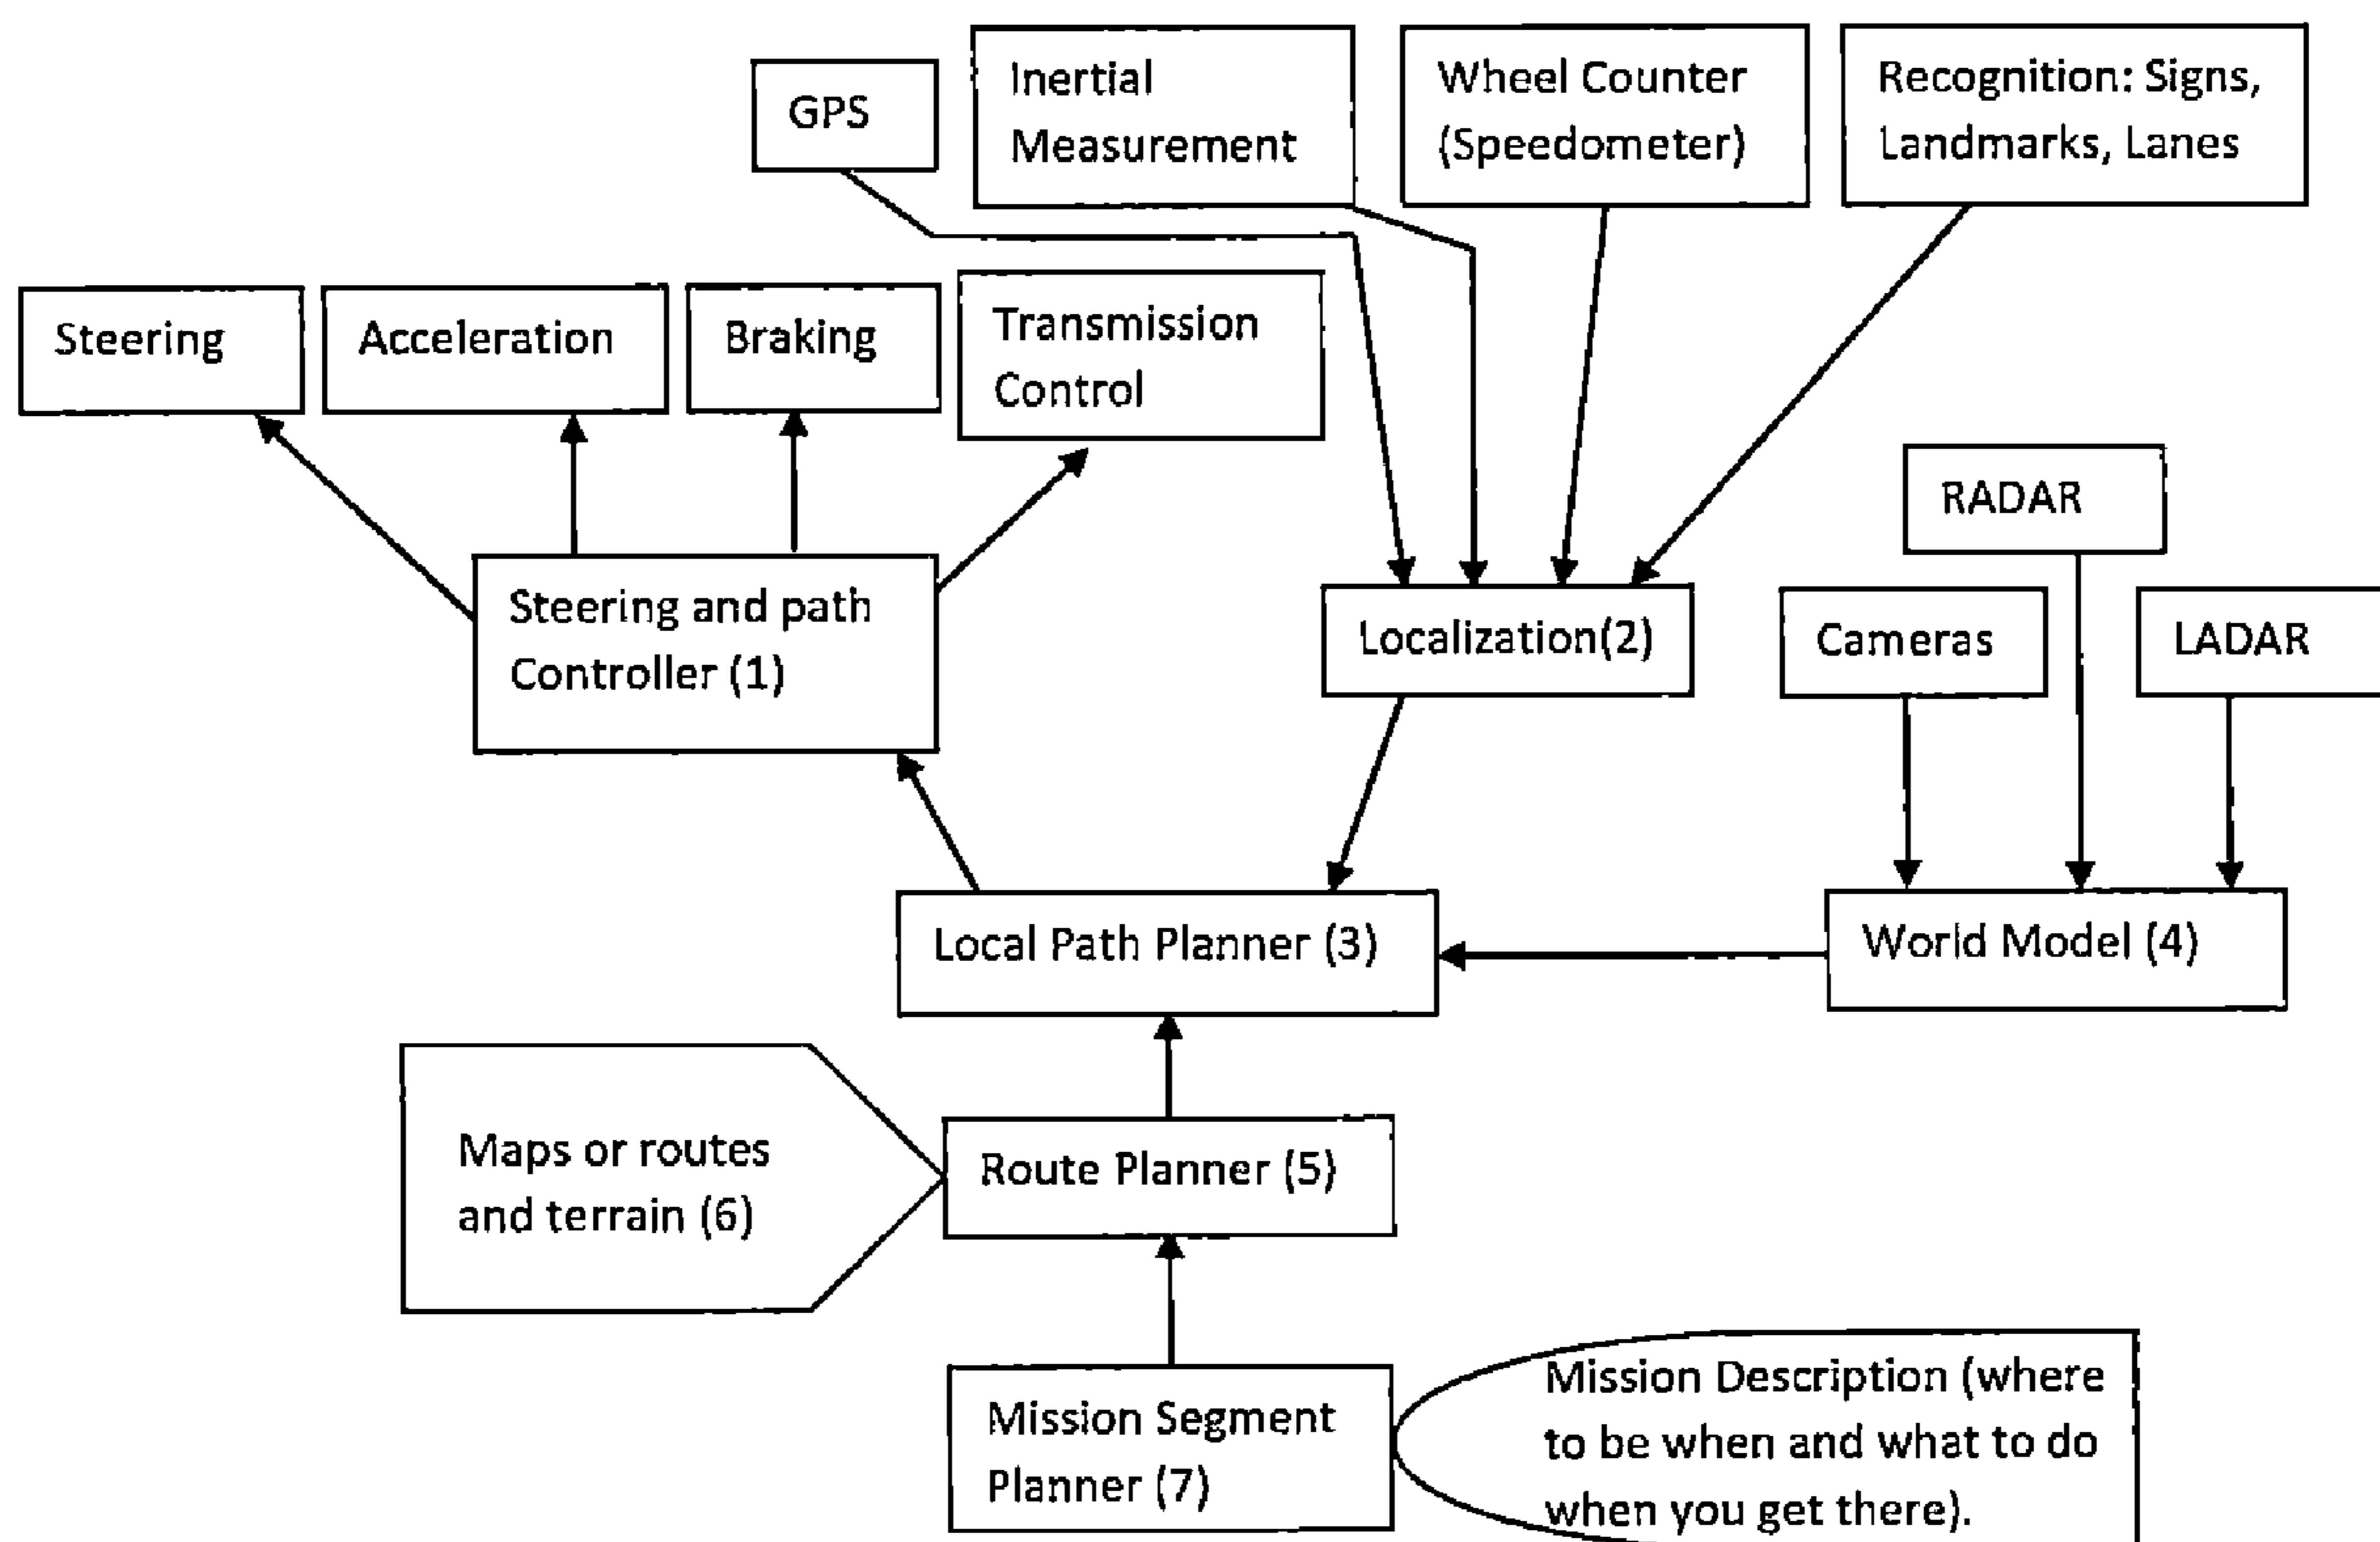 GPS
Inertial
Measurement
Wheel Counter
(Speedometer)
Recognition: Signs,
Landmarks, Lanes
Steering
Acceleration
Braking
Transmission
Control
RADAR
Steering and path
Controller (1)
Localization(2)
Cameras
LADAR
Local Path Planner (3)
World Model (4)
Maps or routes
and terrain (6)
Route Planner (5)
Mission Segment
Planner (7)
Mission Description (where
to be when and what to do
when you get there).